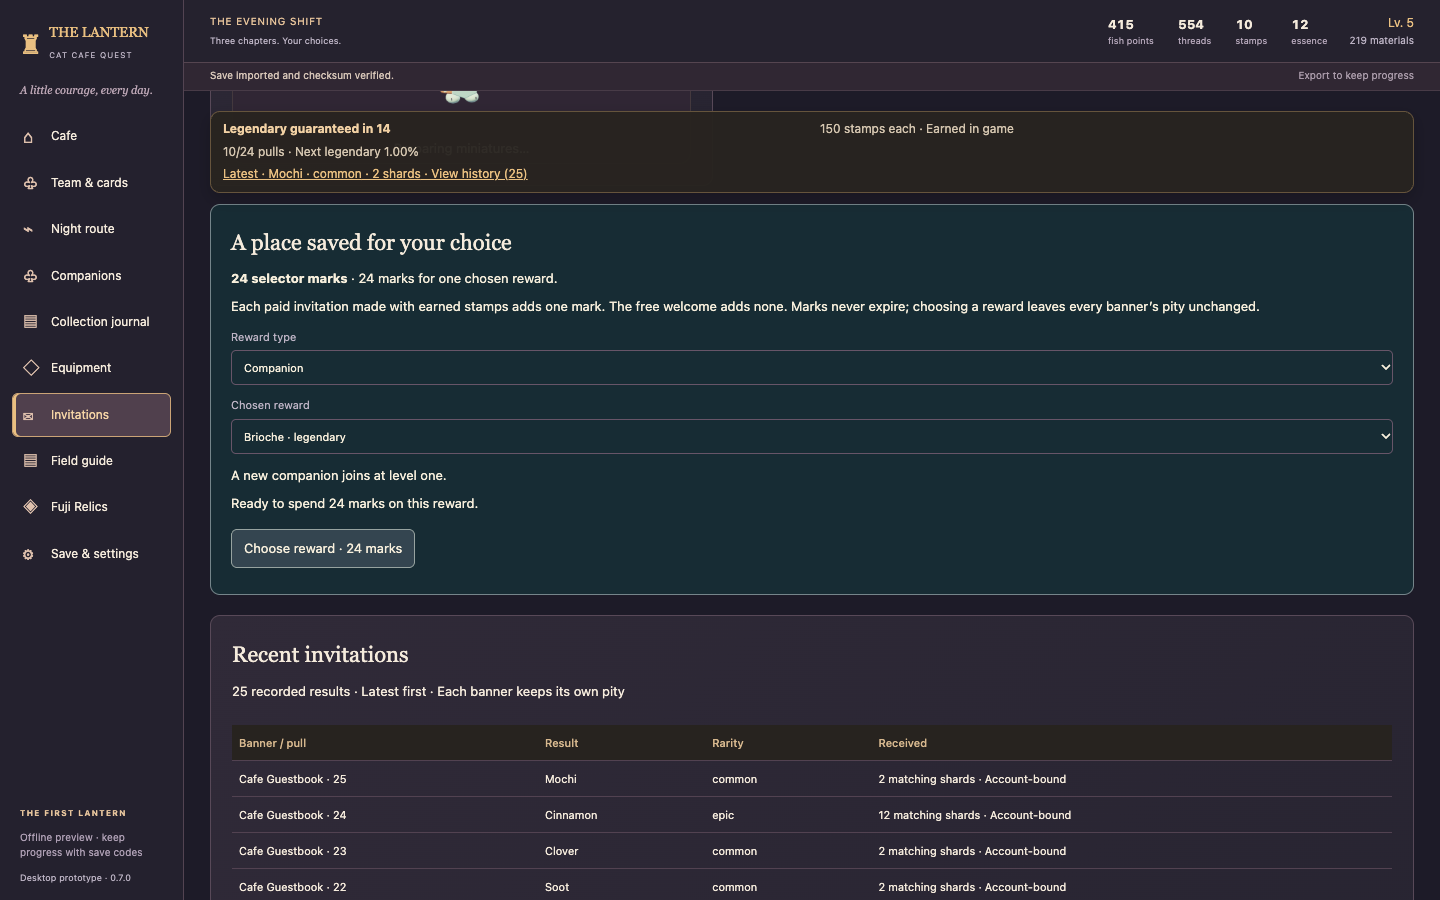 THE LANTERN
CAT CAFE QUEST
A little courage, every day.
Cafe
Team & cards
Night route
Companions
Collection journal
Equipment
Invitations
Field guide
Fuji Relics
Save & settings
THE FIRST LANTERN
Offline preview · keep
progress with save codes
Desktop prototype · 0.7.0
THE EVENING SHIFT
Three chapters. Your choices.
415
fish points
554
threads
10
stamps
12
essence
Lv. 5
219 materials
Save imported and checksum verified.
Export to keep progress
Legendary guaranteed in 14
150 stamps each · Earned in game
10/24 pulls · Next legendary 1.00%
miniatures...
Latest · Mochi · common · 2 shards · View history (25)
A place saved for your choice
24 selector marks · 24 marks for one chosen reward.
Each paid invitation made with earned stamps adds one mark. The free welcome adds none. Marks never expire; choosing a reward leaves every banner’s pity unchanged.
Reward type
Companion
Chosen reward
Brioche · legendary
A new companion joins at level one.
Ready to spend 24 marks on this reward.
Choose reward · 24 marks
Recent invitations
25 recorded results · Latest first · Each banner keeps its own pity
Banner / pull Result Rarity Received
Cafe Guestbook · 25 Mochi common 2 matching shards · Account-bound
Cafe Guestbook · 24 Cinnamon epic 12 matching shards · Account-bound
Cafe Guestbook · 23 Clover common 2 matching shards · Account-bound
Cafe Guestbook · 22 Soot common 2 matching shards · Account-bound